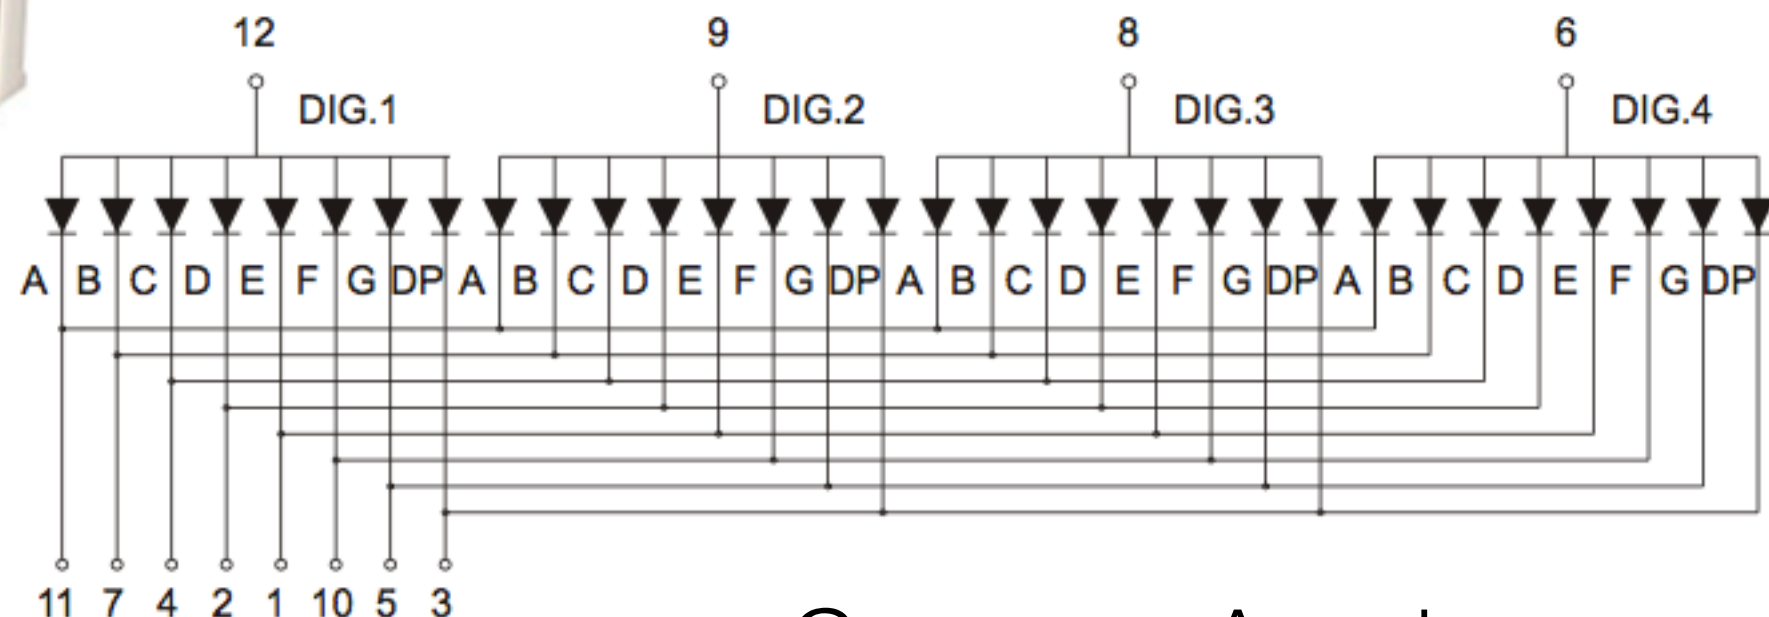 12 9 8 6
DIG.1 DIG.2 DIG.3 DIG.4
A B C D E F G DP A B C D E F G DP A B C D E F G DP A B C D E F G DP
11 7 4 2 1 10 5 3